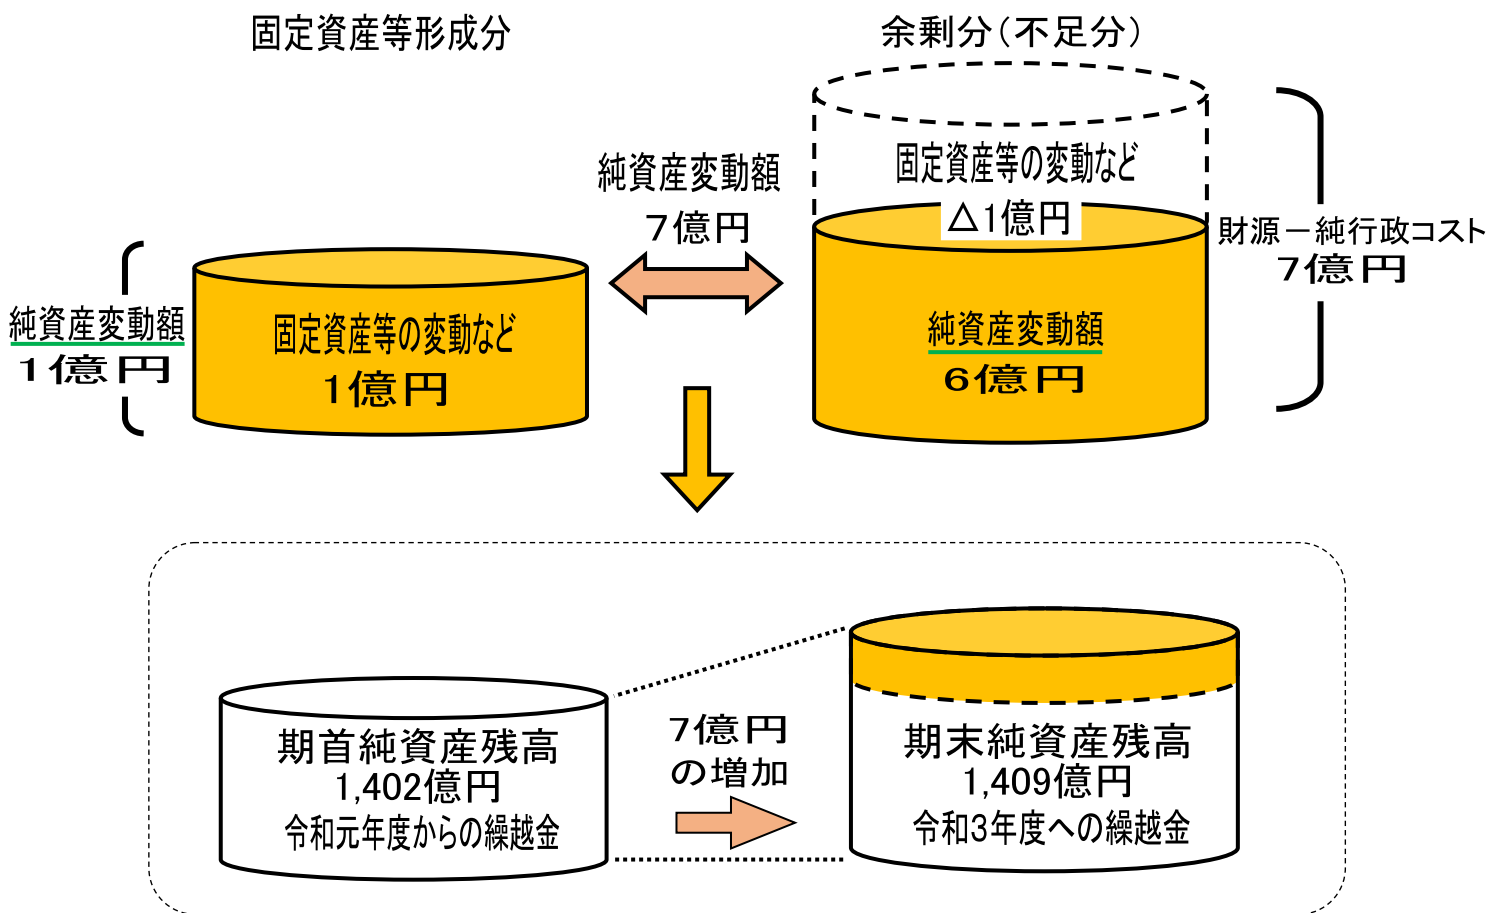 固定資産等形成分
余剰分（不足分）
純資産変動額
7億円
固定資産等の変動など
△1億円
財源－純行政コスト
7億円
純資産変動額
1億円
固定資産等の変動など
1億円
純資産変動額
6億円
期首純資産残高
1,402億円
令和元年度からの繰越金
7億円
の増加
期末純資産残高
1,409億円
令和3年度への繰越金